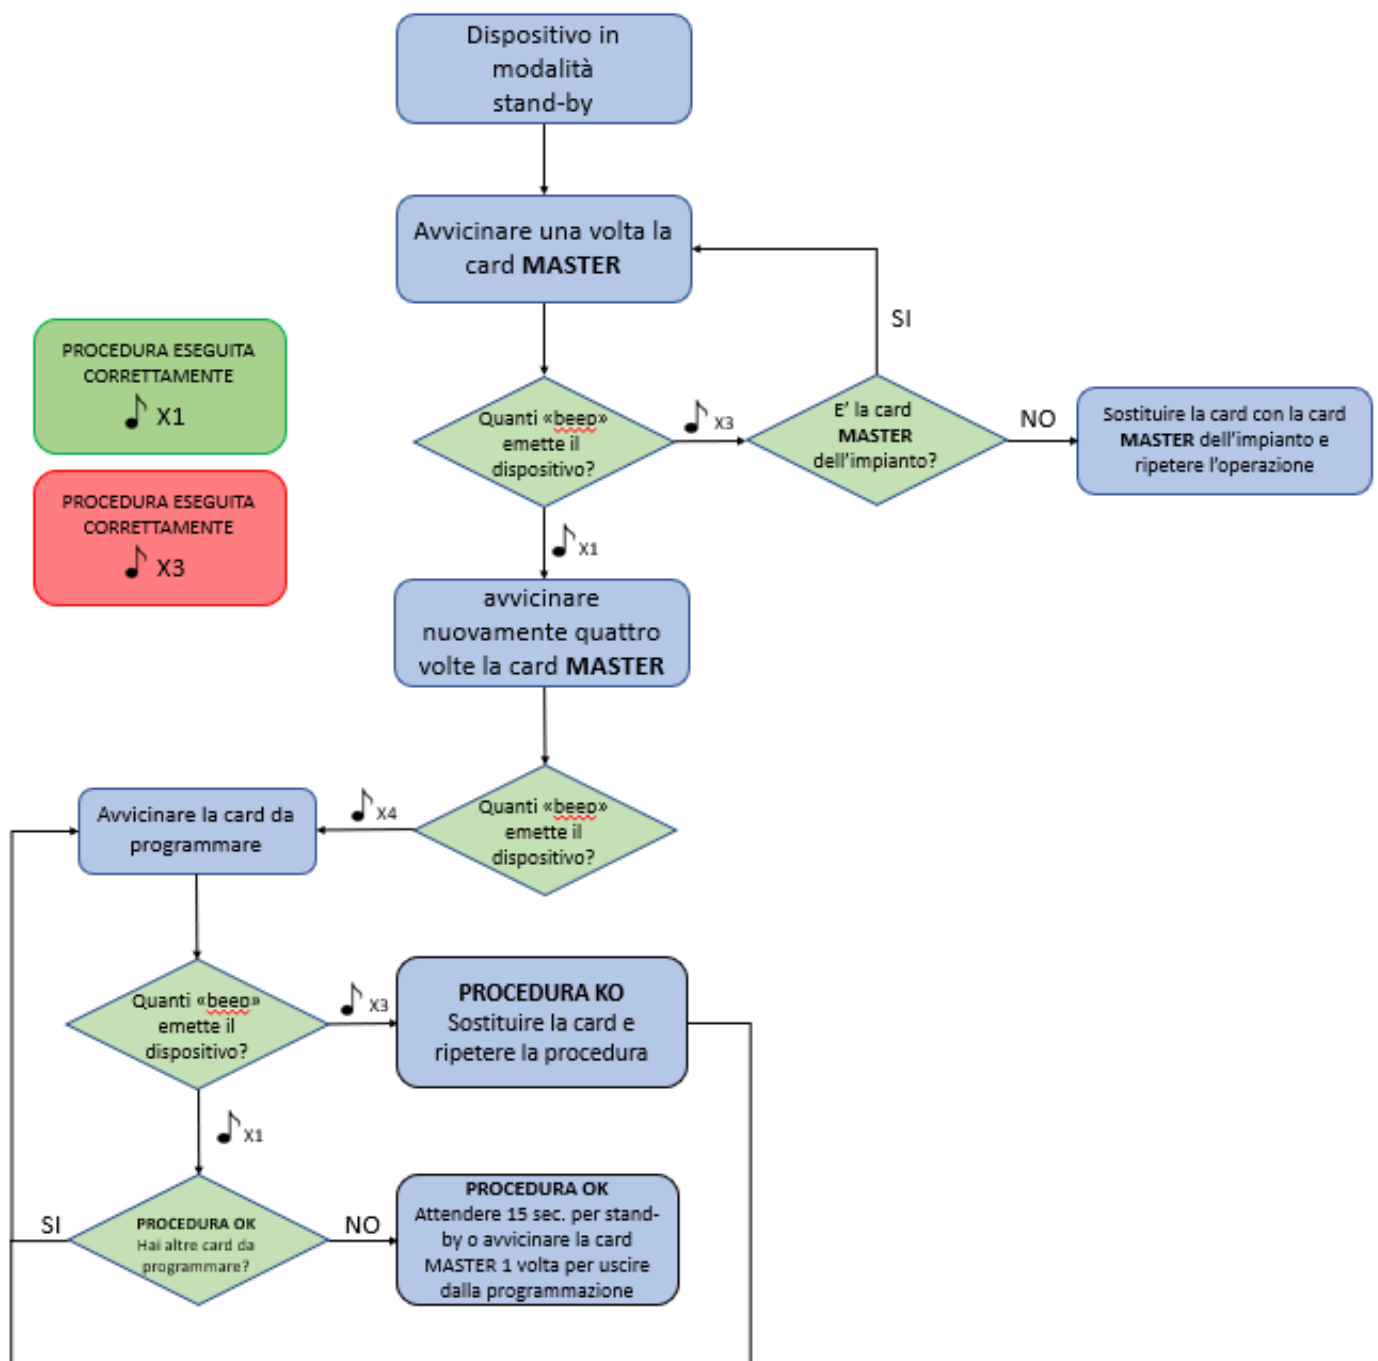 Dispositivo in
modalità
stand-by
Avvicinare una volta la
card MASTER
SI
PROCEDURA ESEGUITA
CORRETTAMENTE
X1
PROCEDURA ESEGUITA
CORRETTAMENTE
X3
Quanti «beep»
emette il
dispositivo?
X3
E' la card
MASTER
dell'impianto?
NO
Sostituire la card con la card
MASTER dell'impianto e
ripetere l'operazione
X1
avvicinare
nuovamente quattro
volte la card MASTER
Quanti «beep»
emette il
dispositivo?
X4
Avvicinare la card da
programmare
Quanti «beep»
emette il
dispositivo?
X3
PROCEDURA KO
Sostituire la card e
ripetere la procedura
X1
SI
PROCEDURA OK
Hai altre card da
programmare?
NO
PROCEDURA OK
Attendere 15 sec. per stand-
by o avvicinare la card
MASTER 1 volta per uscire
dalla programmazione